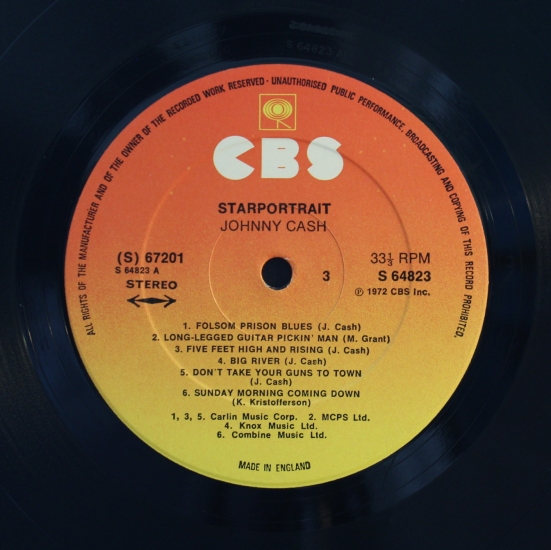 S 64823 A
ALL RIGHTS OF THE MANUFACTURER AND OF THE OWNER OF THE RECORDED WORK RESERVED · UNAUTHORISED PUBLIC PERFORMANCE, BROADCASTING AND COPYING OF THIS RECORD PROHIBITED.
CBS
STARPORTRAIT
JOHNNY CASH
(S) 67201
S 64823 A
STEREO
3
33⅓ RPM
S 64823
℗ 1972 CBS Inc.
1. FOLSOM PRISON BLUES (J. Cash)
2. LONG-LEGGED GUITAR PICKIN' MAN (M. Grant)
3. FIVE FEET HIGH AND RISING (J. Cash)
4. BIG RIVER (J. Cash)
5. DON'T TAKE YOUR GUNS TO TOWN
(J. Cash)
6. SUNDAY MORNING COMING DOWN
(K. Kristofferson)
1, 3, 5. Carlin Music Corp. 2. MCPS Ltd.
4. Knox Music Ltd.
6. Combine Music Ltd.
MADE IN ENGLAND